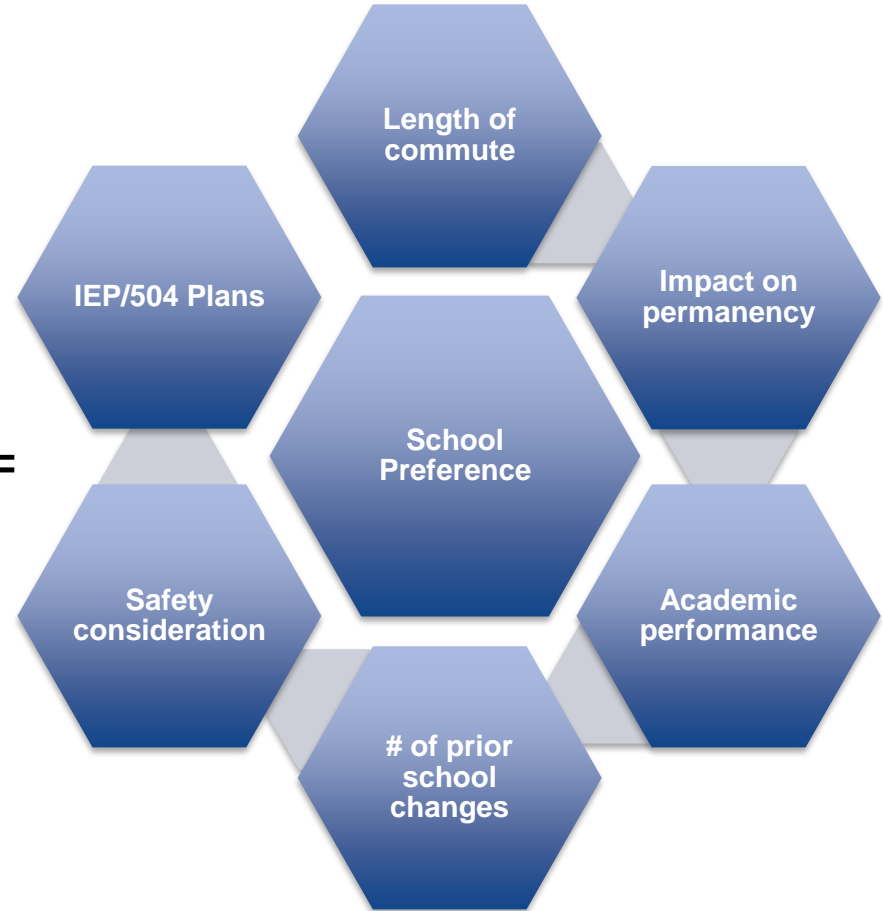 Length of
commute
IEP/504 Plans
Impact on
permanency
School
Preference
=
Safety
consideration
Academic
performance
# of prior
school
changes